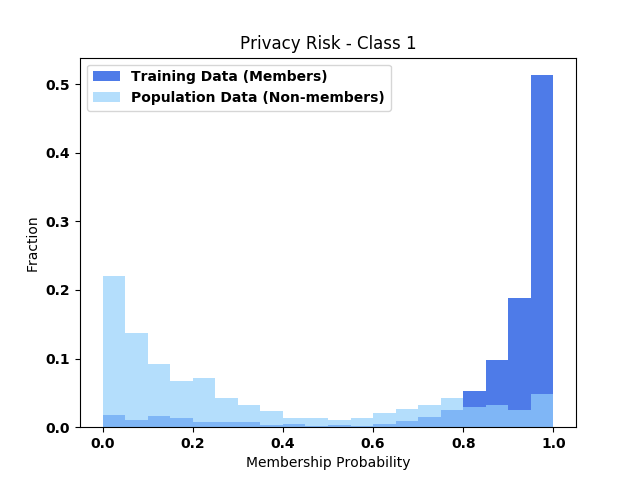 Privacy Risk - Class 1
Training Data (Members)
Population Data (Non-members)
0.5
0.4
0.3
0.2
0.1
0.0
Fraction
0.0 0.2 0.4 0.6 0.8 1.0
Membership Probability